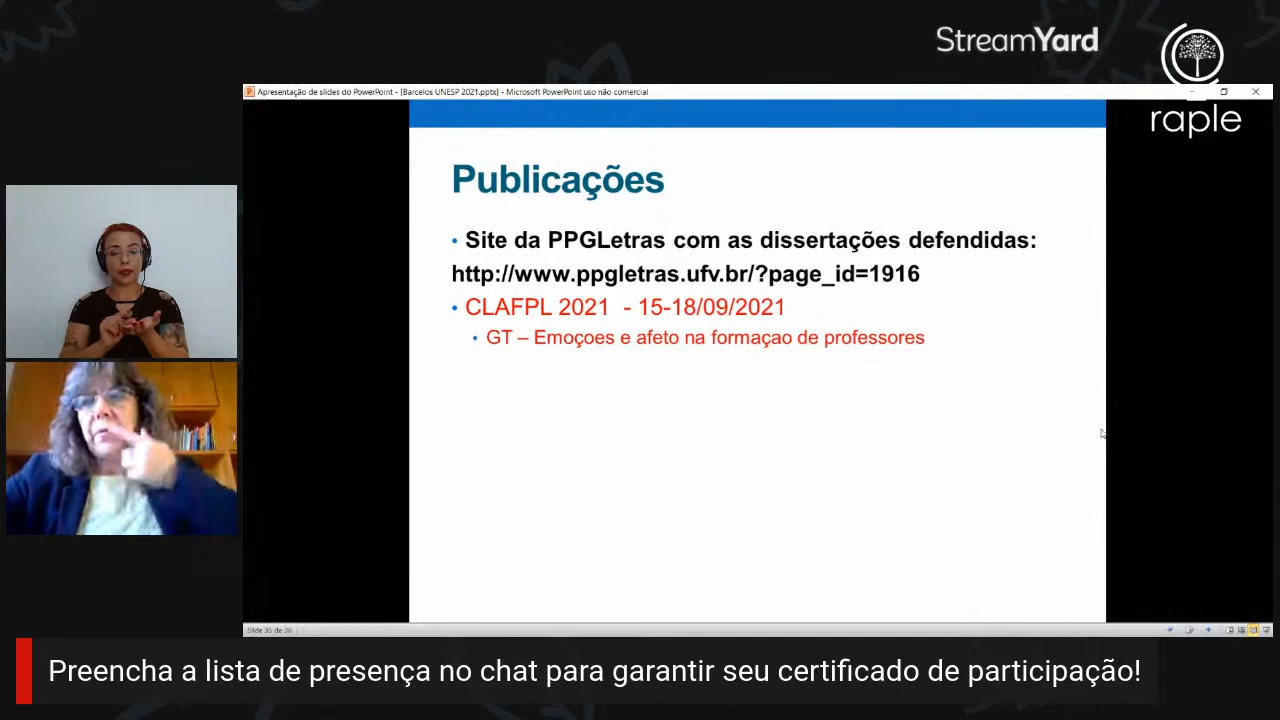 StreamYard
raple
Apresentação de slides do PowerPoint - [Barcelos UNESP 2021.pptx] - Microsoft PowerPoint uso não comercial
Publicações
• Site da PPGLetras com as dissertações defendidas:
http://www.ppgletras.ufv.br/?page_id=1916
• CLAFPL 2021 - 15-18/09/2021
• GT – Emoçoes e afeto na formaçao de professores
Slide 35 de 36
Preencha a lista de presença no chat para garantir seu certificado de participação!